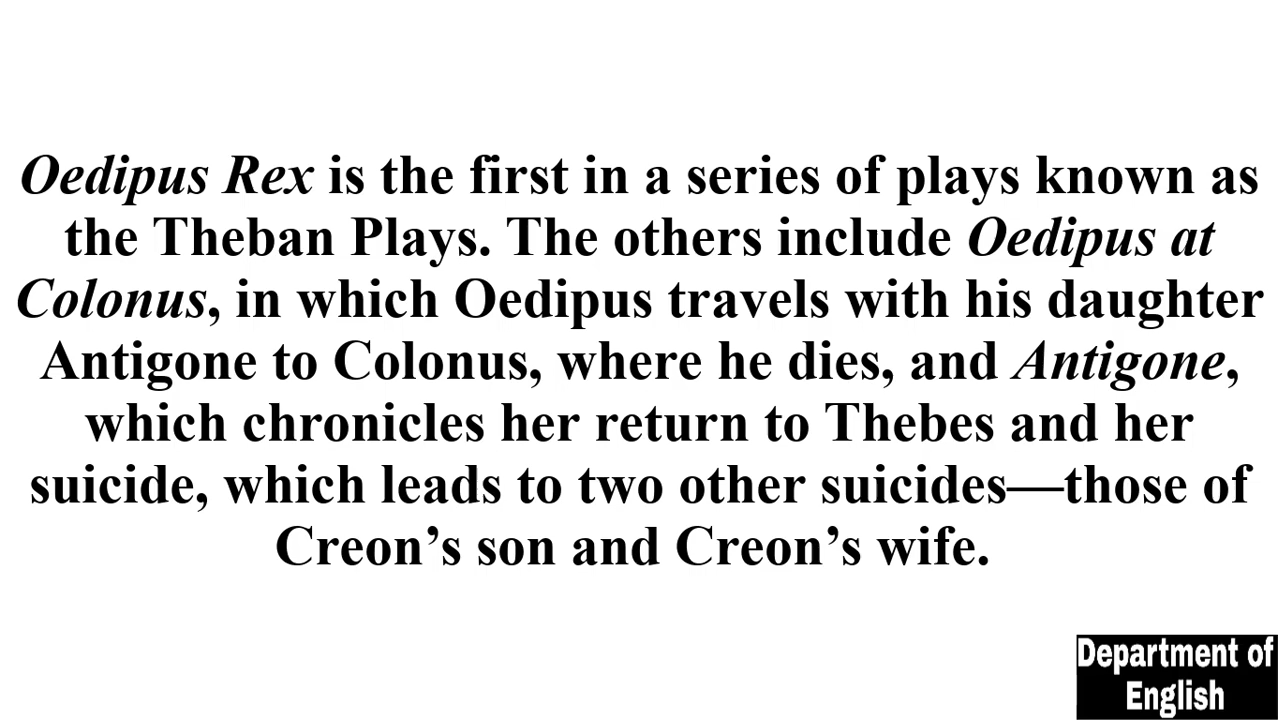 Oedipus Rex is the first in a series of plays known as
the Theban Plays. The others include Oedipus at
Colonus, in which Oedipus travels with his daughter
Antigone to Colonus, where he dies, and Antigone,
which chronicles her return to Thebes and her
suicide, which leads to two other suicides—those of
Creon’s son and Creon’s wife.
Department of
English